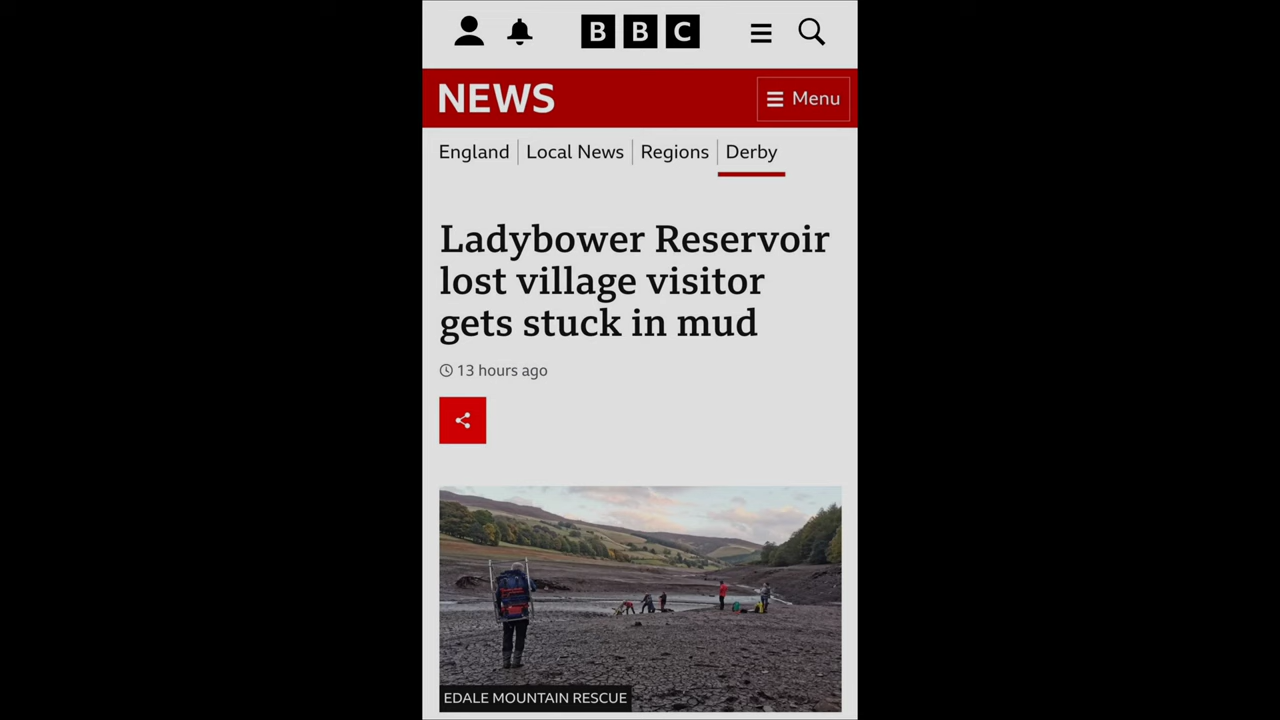 BBC
NEWS
Menu
England
Local News
Regions
Derby
Ladybower Reservoir
lost village visitor
gets stuck in mud
13 hours ago
EDALE MOUNTAIN RESCUE